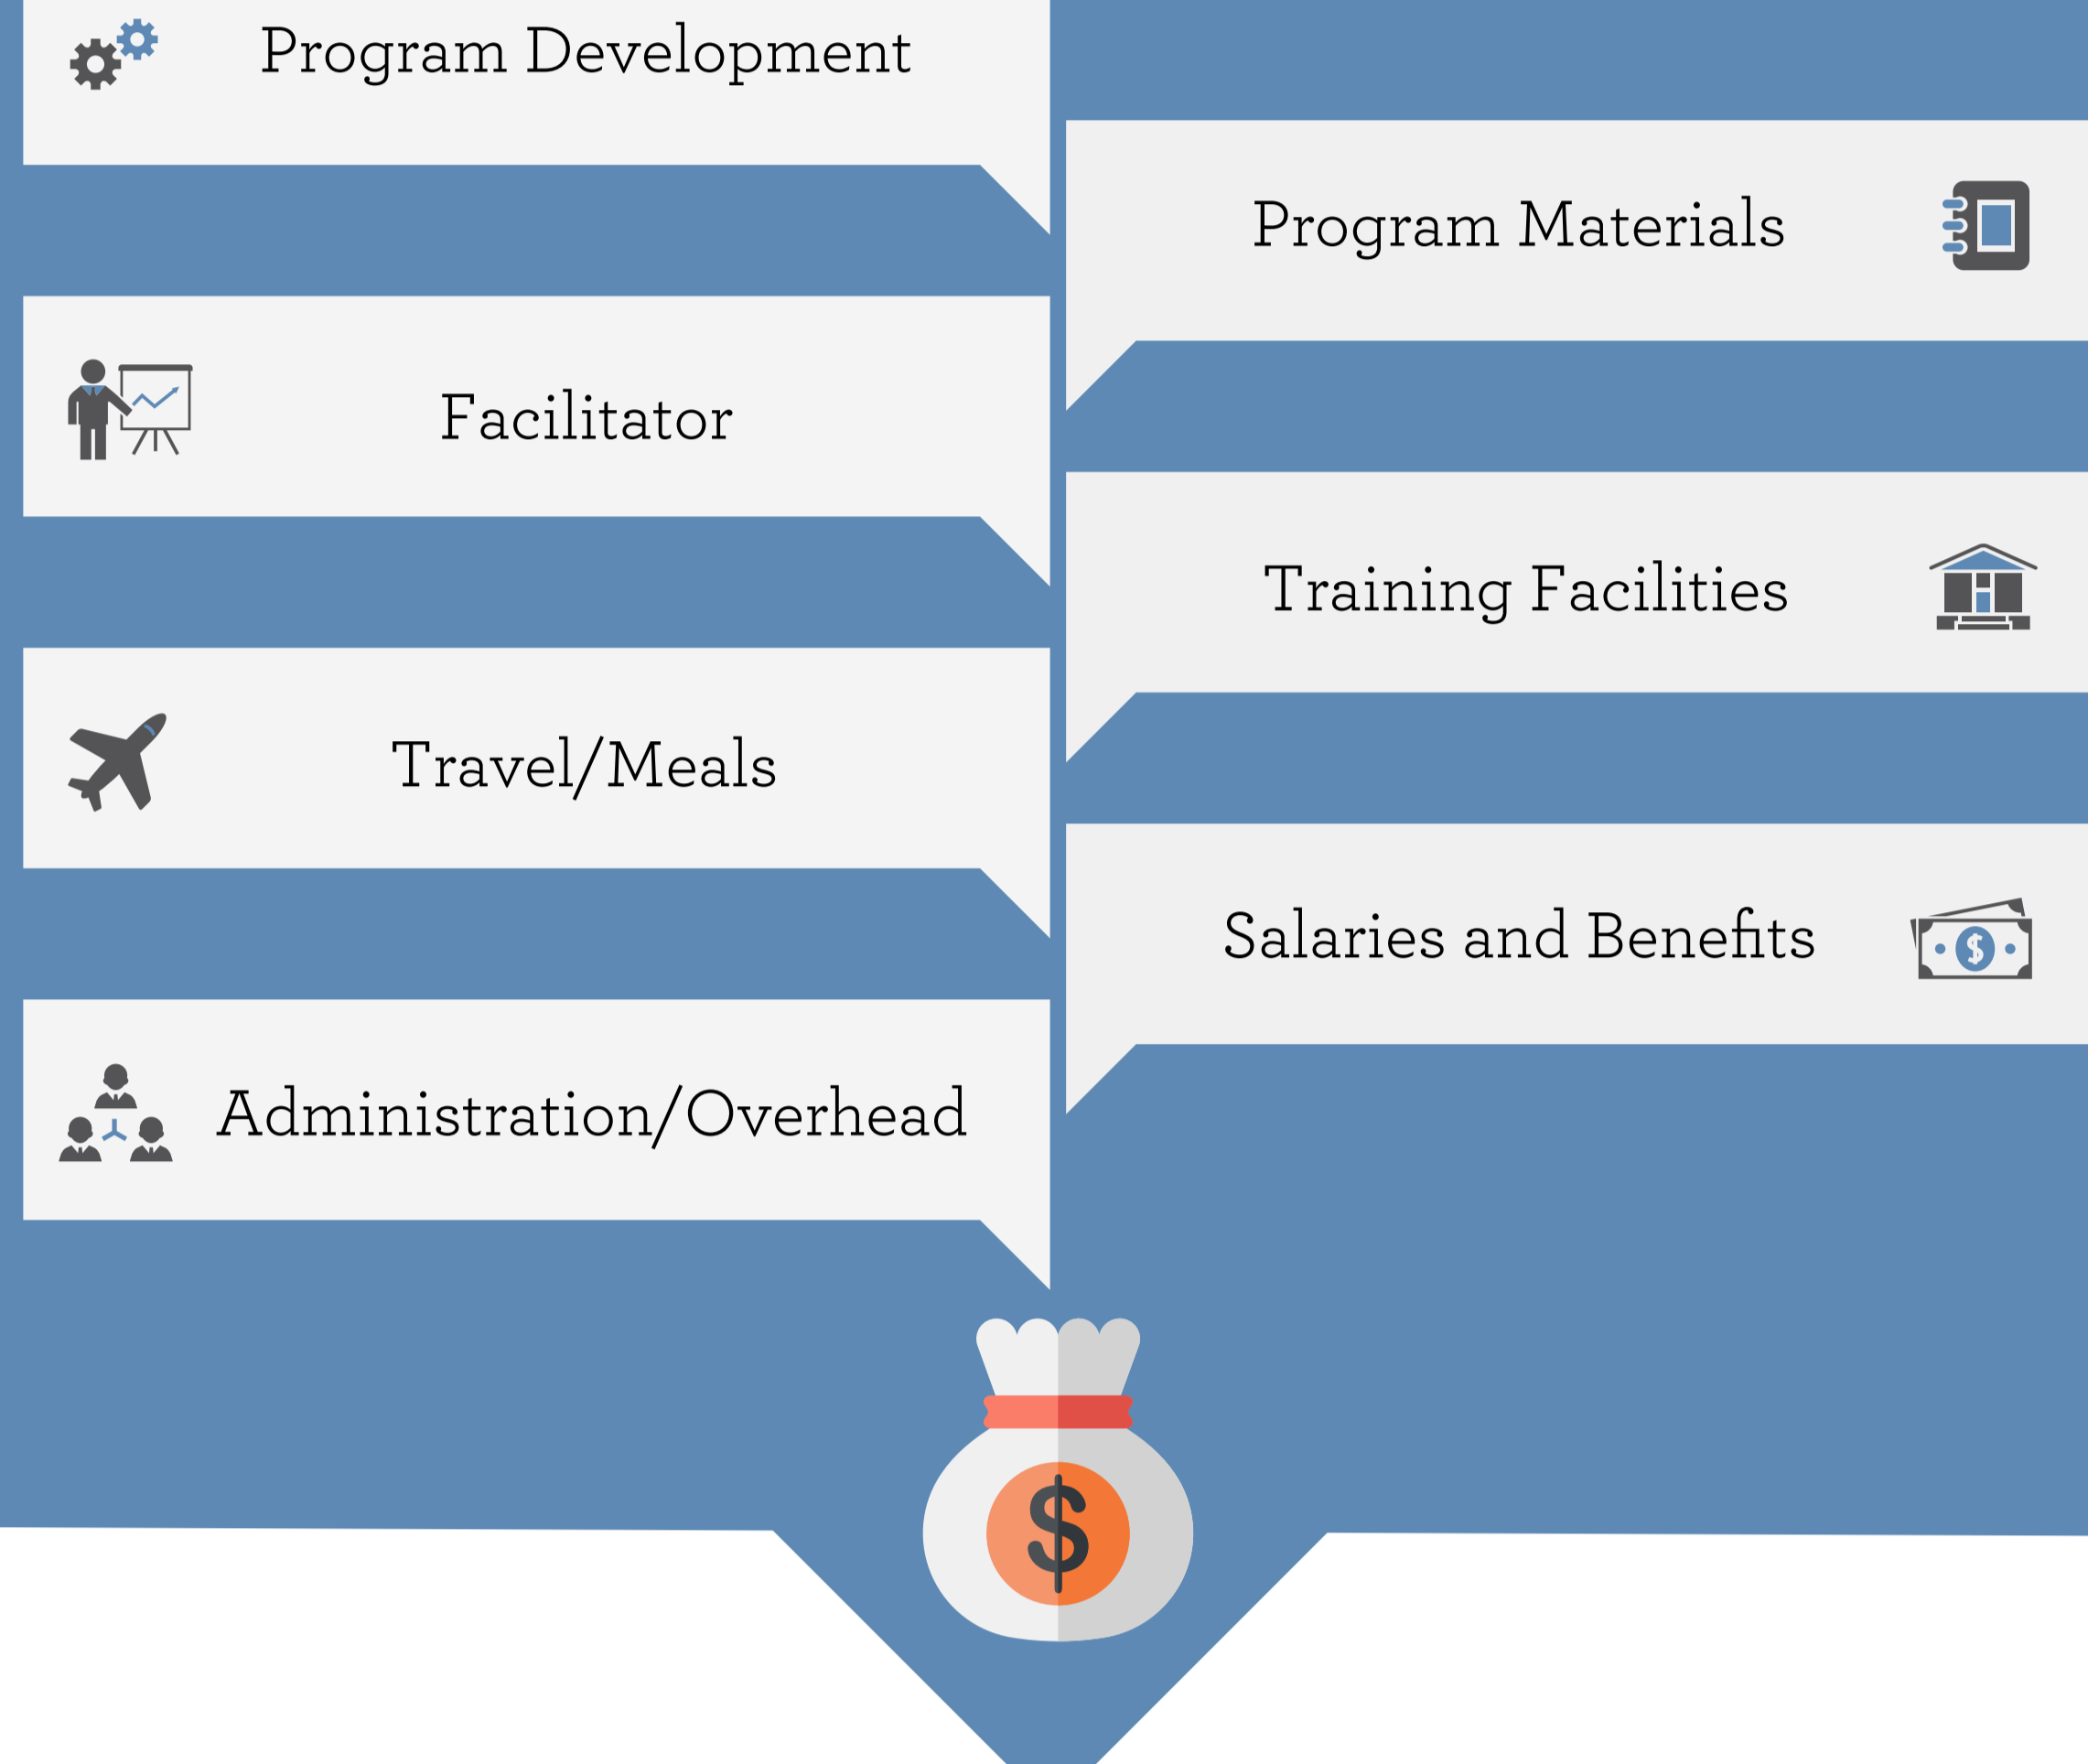 Program Development
Program Materials
Facilitator
Training Facilities
Travel/Meals
Salaries and Benefits
Administration/Overhead
$